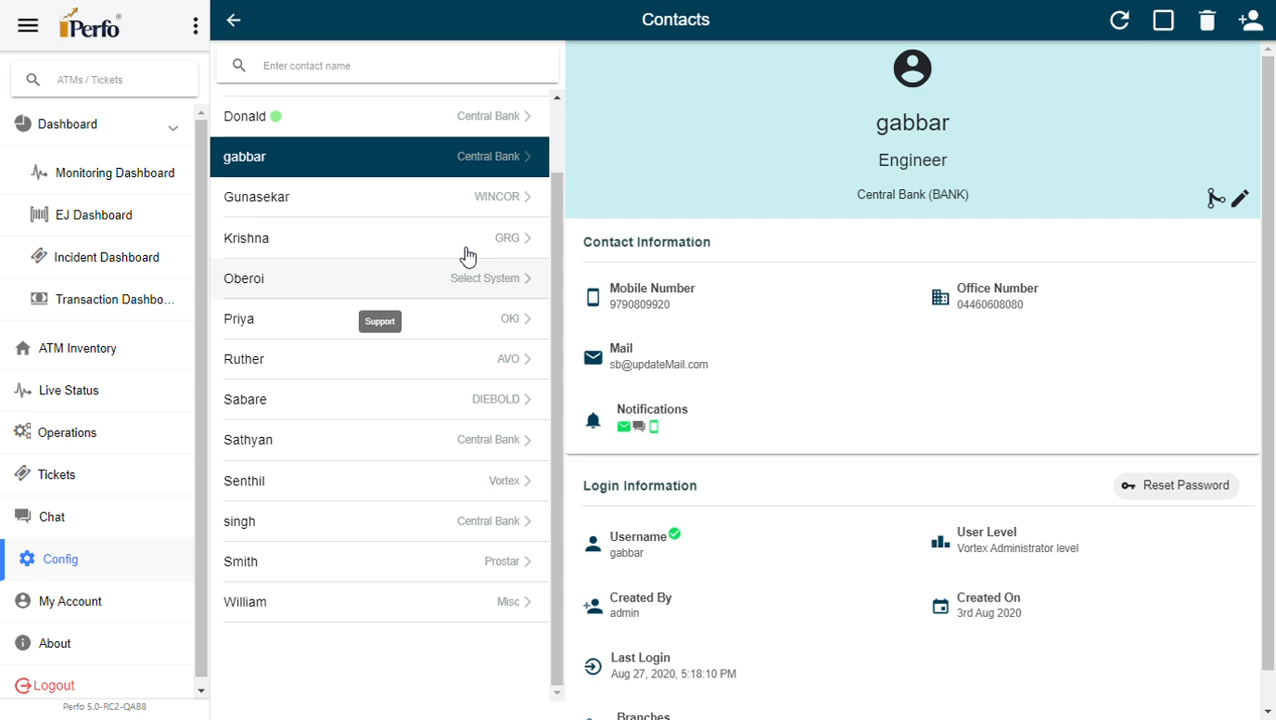 iPerfo®
ATMs / Tickets
Dashboard
Monitoring Dashboard
EJ Dashboard
Incident Dashboard
Transaction Dashbo...
ATM Inventory
Live Status
Operations
Tickets
Chat
Config
My Account
About
Logout
Perfo 5.0-RC2-QAB8
Contacts
Enter contact name
Donald Central Bank
gabbar Central Bank
Gunasekar WINCOR
Krishna GRG
Oberoi Select System
Priya OKI
Support
Ruther AVO
Sabare DIEBOLD
Sathyan Central Bank
Senthil Vortex
singh Central Bank
Smith Prostar
William Misc
gabbar
Engineer
Central Bank (BANK)
Contact Information
Mobile Number
9790809920
Office Number
04460608080
Mail
sb@updateMail.com
Notifications
Login Information
Reset Password
Username
gabbar
User Level
Vortex Administrator level
Created By
admin
Created On
3rd Aug 2020
Last Login
Aug 27, 2020, 5:18:10 PM
Branches